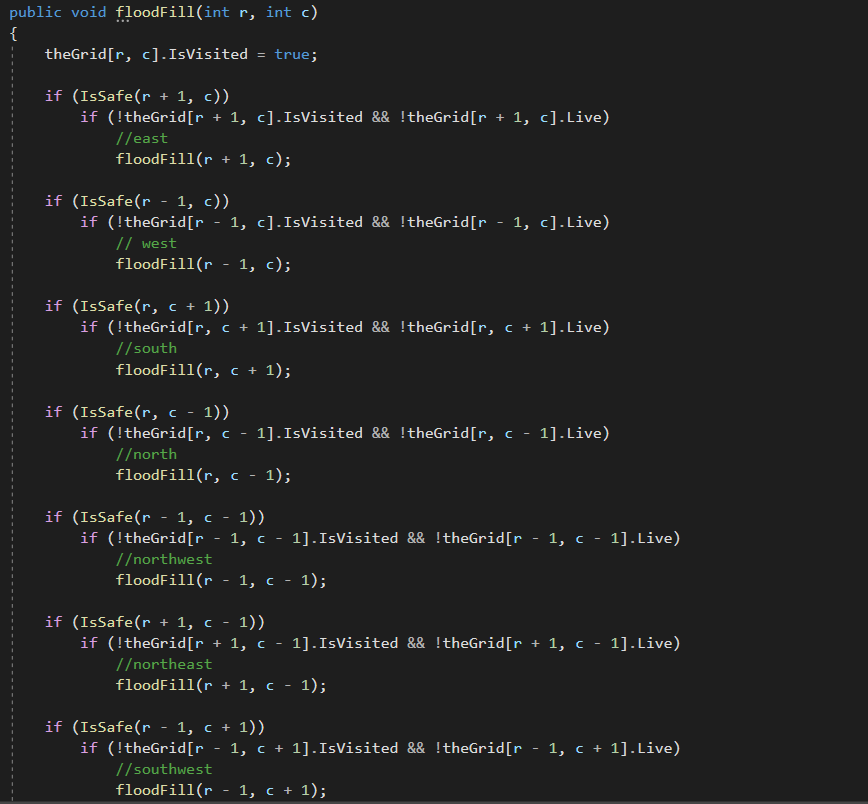 public void floodFill(int r, int c)
{
    theGrid[r, c].IsVisited = true;

    if (IsSafe(r + 1, c))
        if (!theGrid[r + 1, c].IsVisited && !theGrid[r + 1, c].Live)
            //east
            floodFill(r + 1, c);

    if (IsSafe(r - 1, c))
        if (!theGrid[r - 1, c].IsVisited && !theGrid[r - 1, c].Live)
            // west
            floodFill(r - 1, c);

    if (IsSafe(r, c + 1))
        if (!theGrid[r, c + 1].IsVisited && !theGrid[r, c + 1].Live)
            //south
            floodFill(r, c + 1);

    if (IsSafe(r, c - 1))
        if (!theGrid[r, c - 1].IsVisited && !theGrid[r, c - 1].Live)
            //north
            floodFill(r, c - 1);

    if (IsSafe(r - 1, c - 1))
        if (!theGrid[r - 1, c - 1].IsVisited && !theGrid[r - 1, c - 1].Live)
            //northwest
            floodFill(r - 1, c - 1);

    if (IsSafe(r + 1, c - 1))
        if (!theGrid[r + 1, c - 1].IsVisited && !theGrid[r + 1, c - 1].Live)
            //northeast
            floodFill(r + 1, c - 1);

    if (IsSafe(r - 1, c + 1))
        if (!theGrid[r - 1, c + 1].IsVisited && !theGrid[r - 1, c + 1].Live)
            //southwest
            floodFill(r - 1, c + 1);